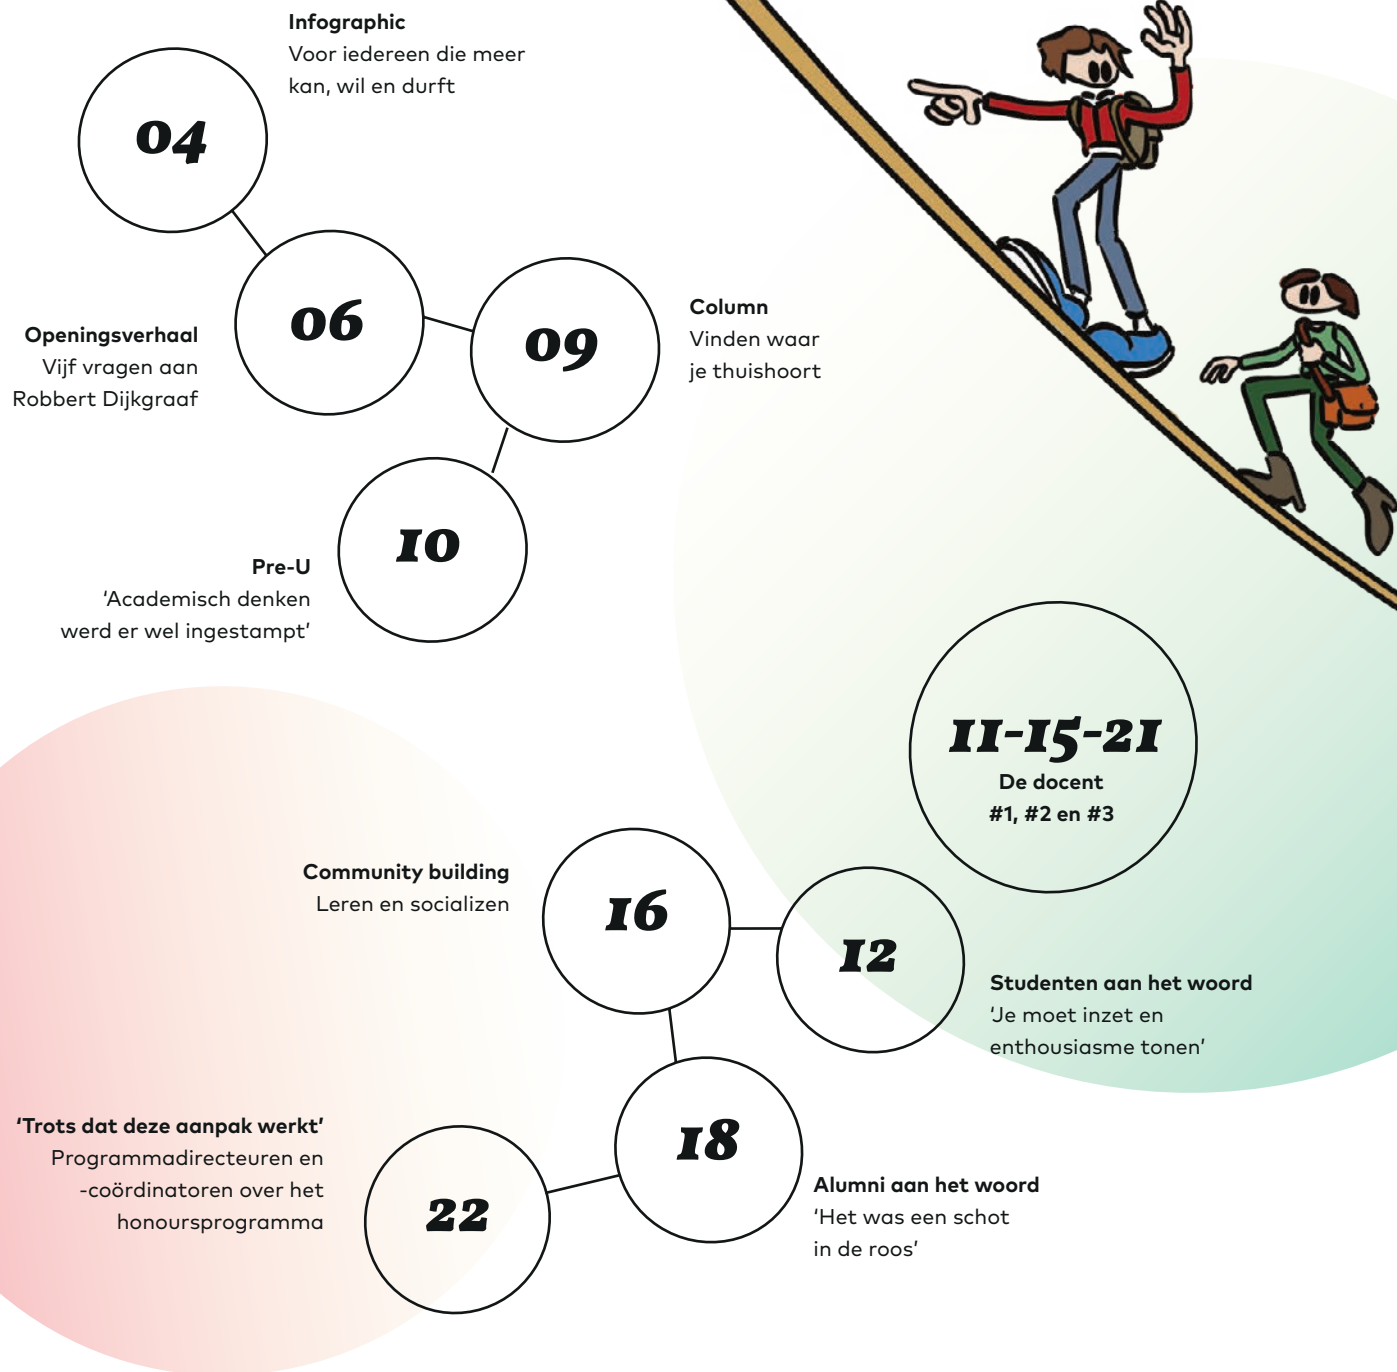 Infographic
Voor iedereen die meer
kan, wil en durft
04
06
Openingsverhaal
Vijf vragen aan
Robbert Dijkgraaf
09
Column
Vinden waar
je thuishoort
10
Pre-U
‘Academisch denken
werd er wel ingestampt’
11-15-21
De docent
#1, #2 en #3
16
Community building
Leren en socializen
12
Studenten aan het woord
‘Je moet inzet en
enthousiasme tonen’
18
Alumni aan het woord
‘Het was een schot
in de roos’
22
‘Trots dat deze aanpak werkt’
Programmadirecteuren en
-coördinatoren over het
honoursprogramma